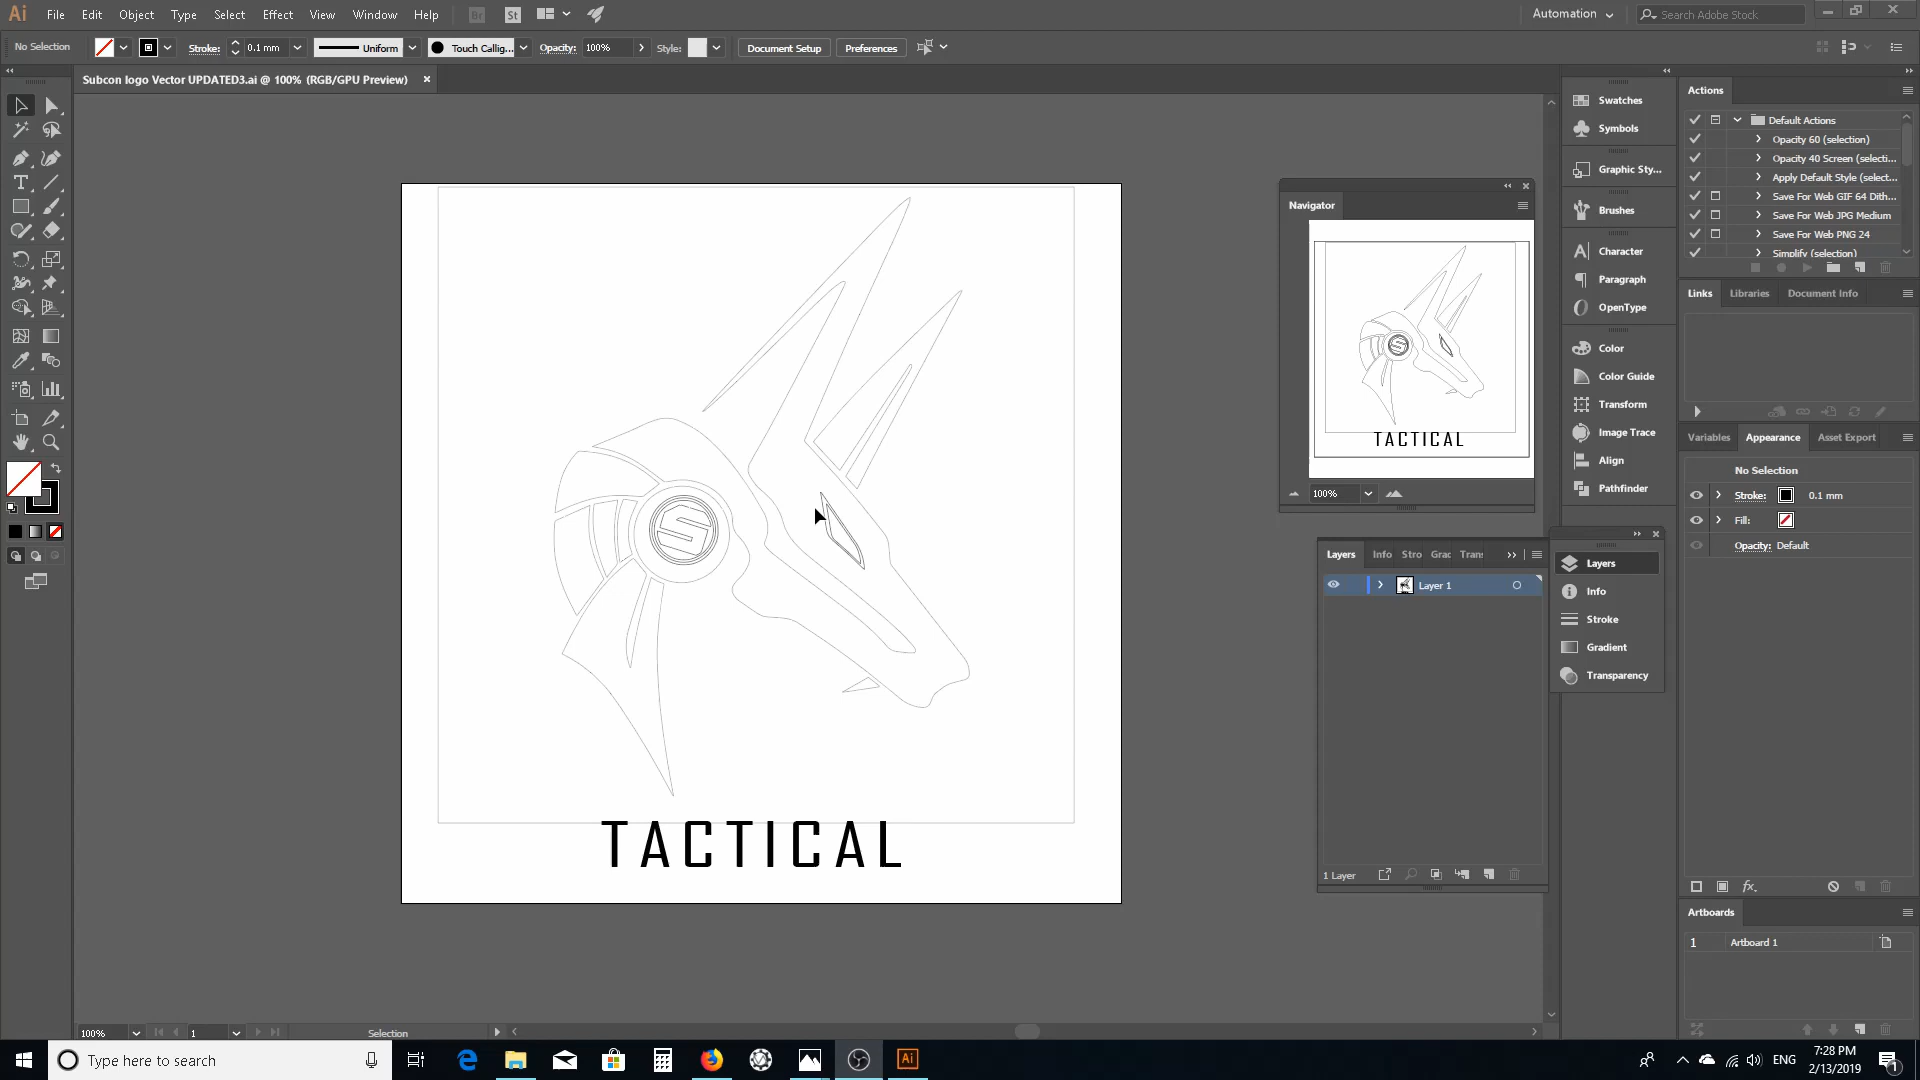 Ai File Edit Object Type Select Effect View Window Help Br St Automation Search Adobe Stock
No Selection Stroke: 0.1 mm Uniform Touch Callig... Opacity: 100% Style: Document Setup Preferences
Subcon logo Vector UPDATED3.ai @ 100% (RGB/GPU Preview) ×
TACTICAL
S
Navigator
TACTICAL
100%
Layers Info Stro Grac Trans
Layer 1
1 Layer
Swatches
Symbols
Graphic Sty...
Brushes
Character
Paragraph
OpenType
Color
Color Guide
Transform
Image Trace
Align
Pathfinder
Layers
Info
Stroke
Gradient
Transparency
Actions
Default Actions
Opacity 60 (selection)
Opacity 40 Screen (selecti...
Apply Default Style (select...
Save For Web GIF 64 Dith...
Save For Web JPG Medium
Save For Web PNG 24
Simplify (selection)
Links Libraries Document Info
Variables Appearance Asset Export
No Selection
Stroke: 0.1 mm
Fill:
Opacity: Default
fx.
Artboards
1 Artboard 1
100% 1 Selection
Type here to search
Ai
ENG
7:28 PM
2/13/2019
1